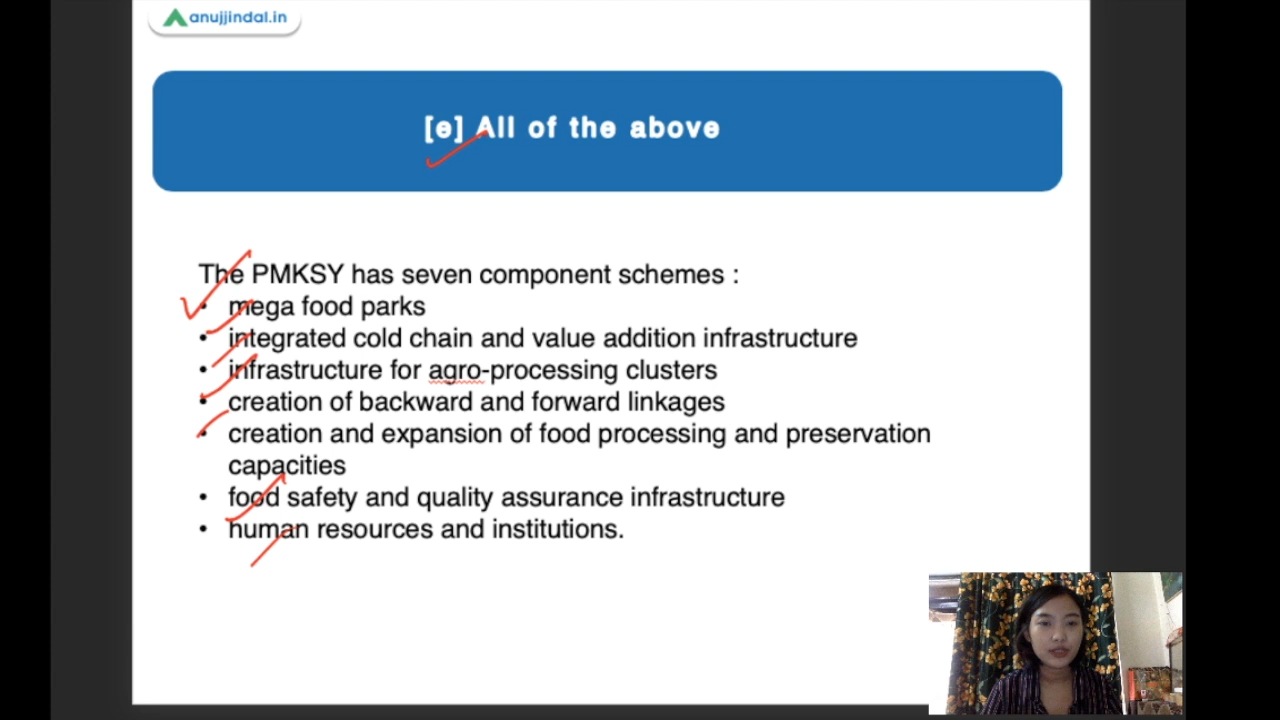 anujjindal.in
[e] All of the above
The PMKSY has seven component schemes :
• mega food parks
• integrated cold chain and value addition infrastructure
• infrastructure for agro-processing clusters
• creation of backward and forward linkages
• creation and expansion of food processing and preservation
capacities
• food safety and quality assurance infrastructure
• human resources and institutions.